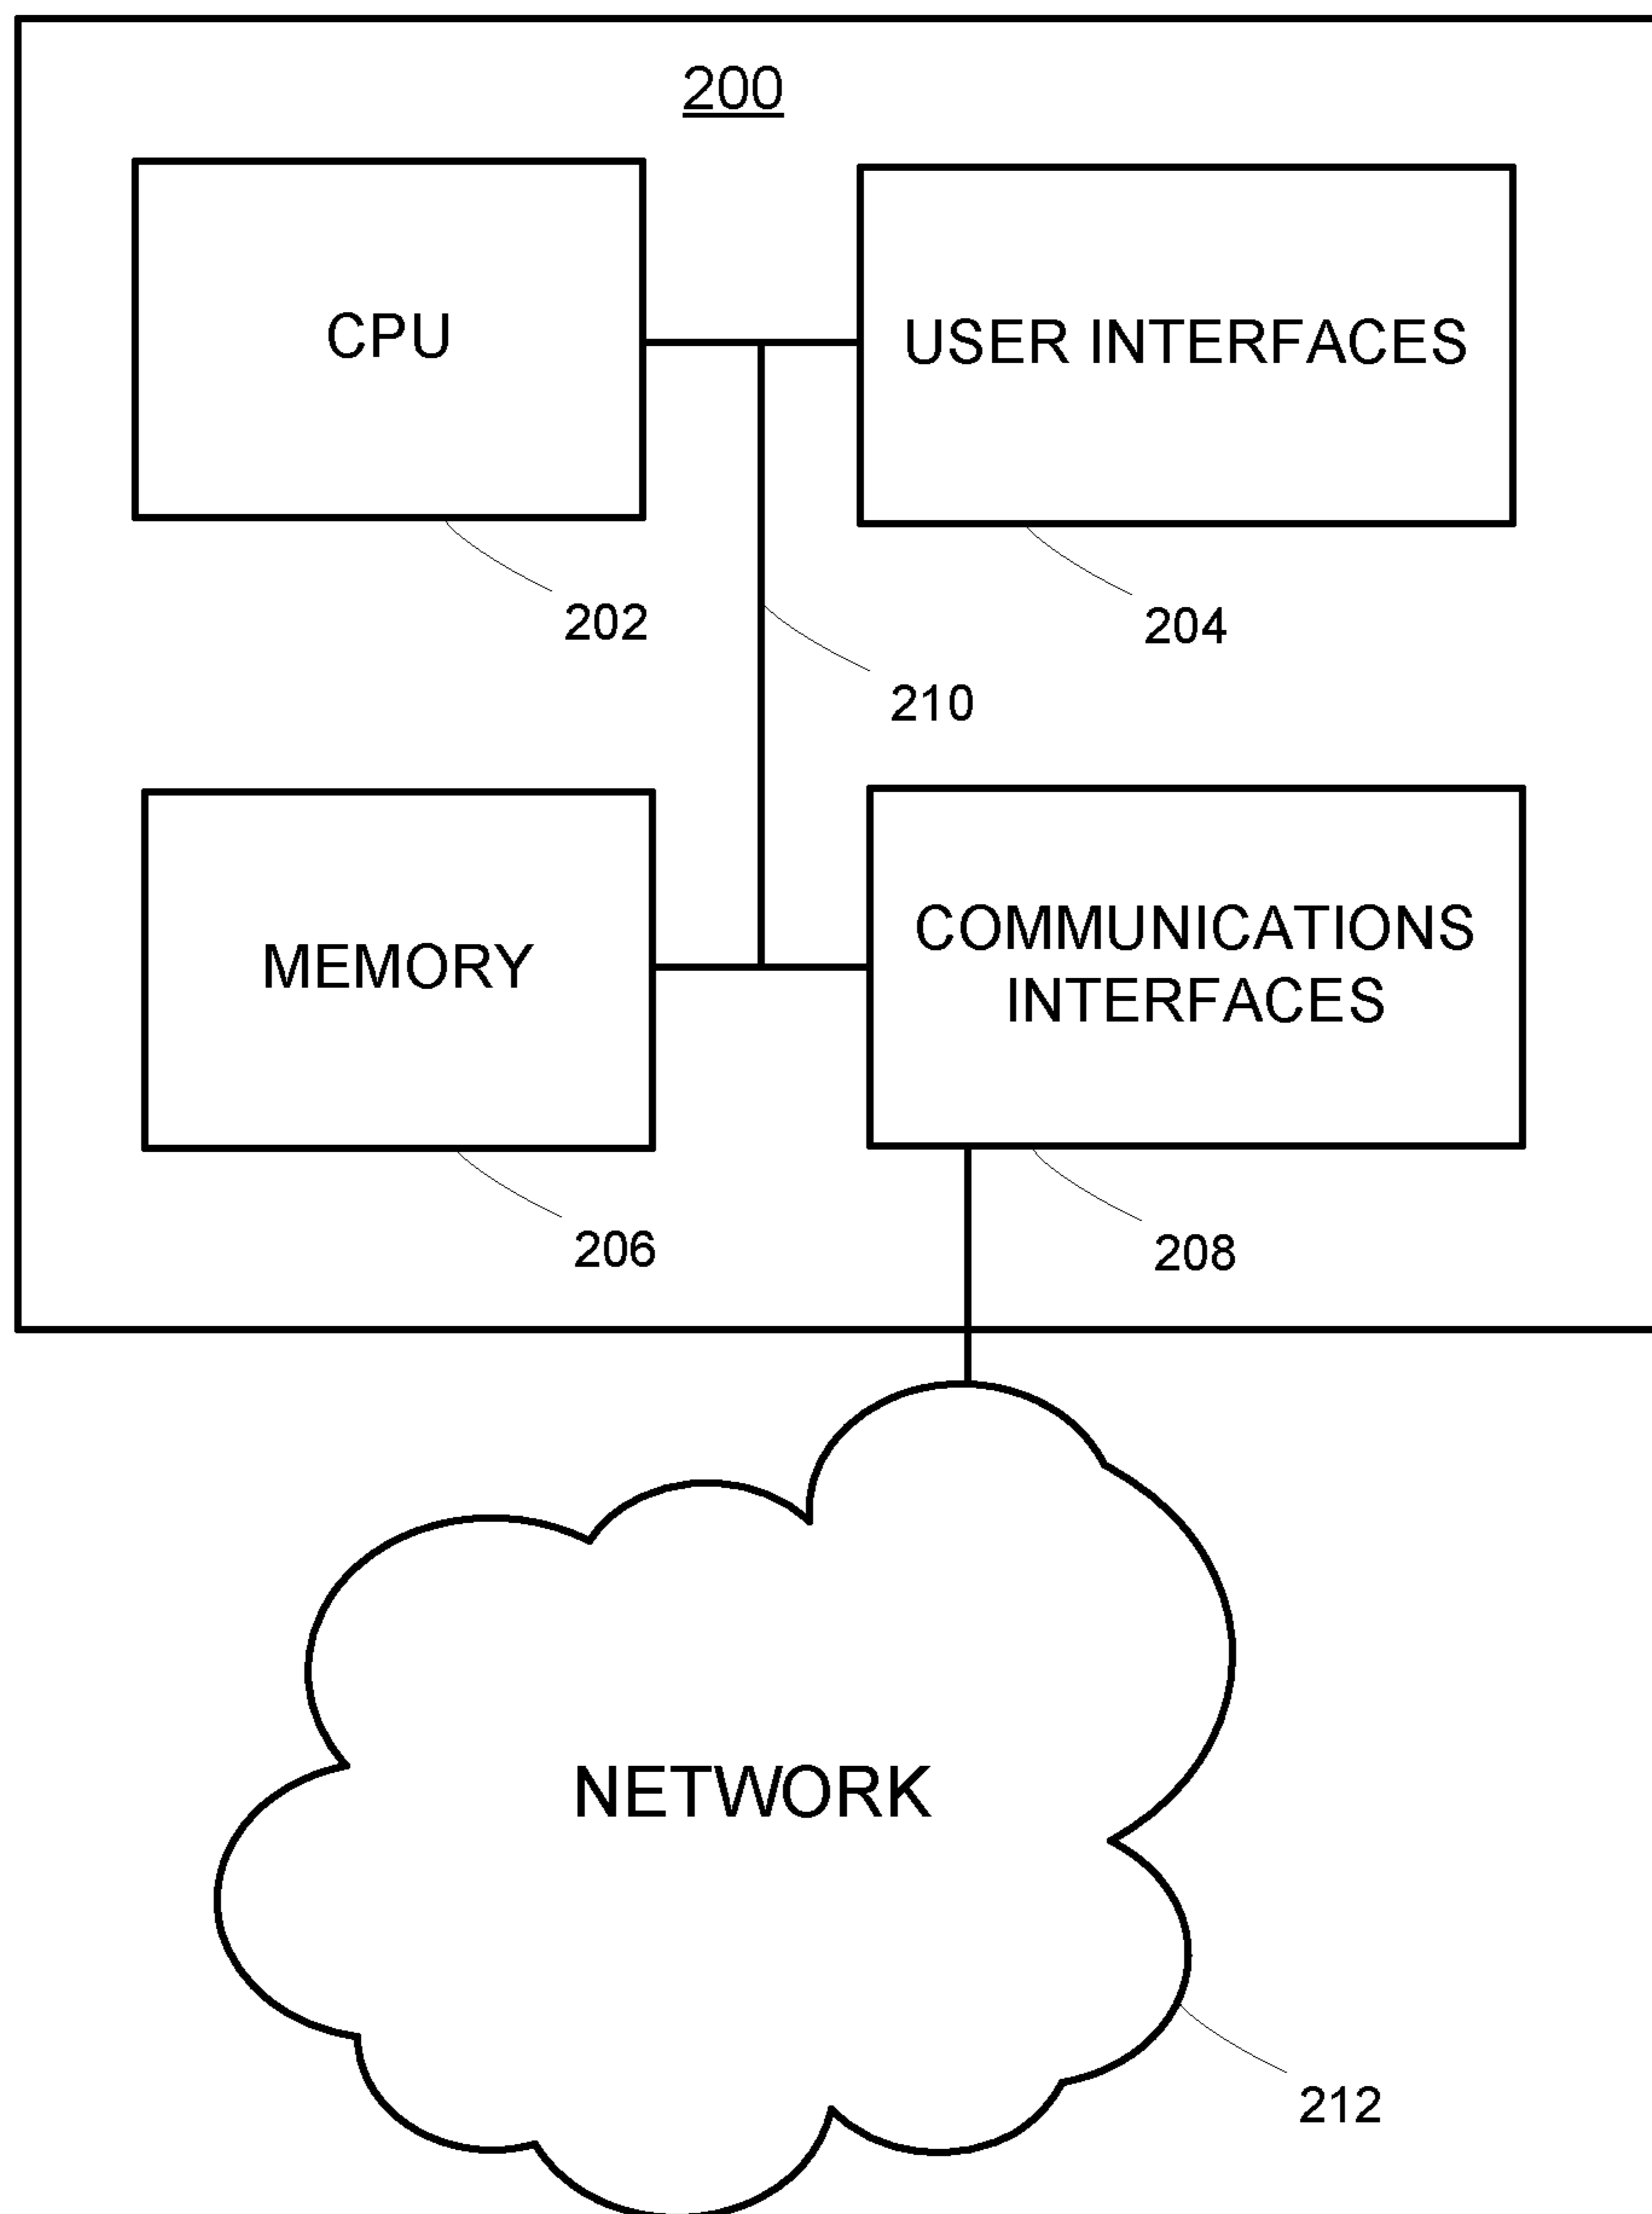 200
CPU
USER INTERFACES
202
204
210
MEMORY
COMMUNICATIONS
INTERFACES
206
208
NETWORK
212